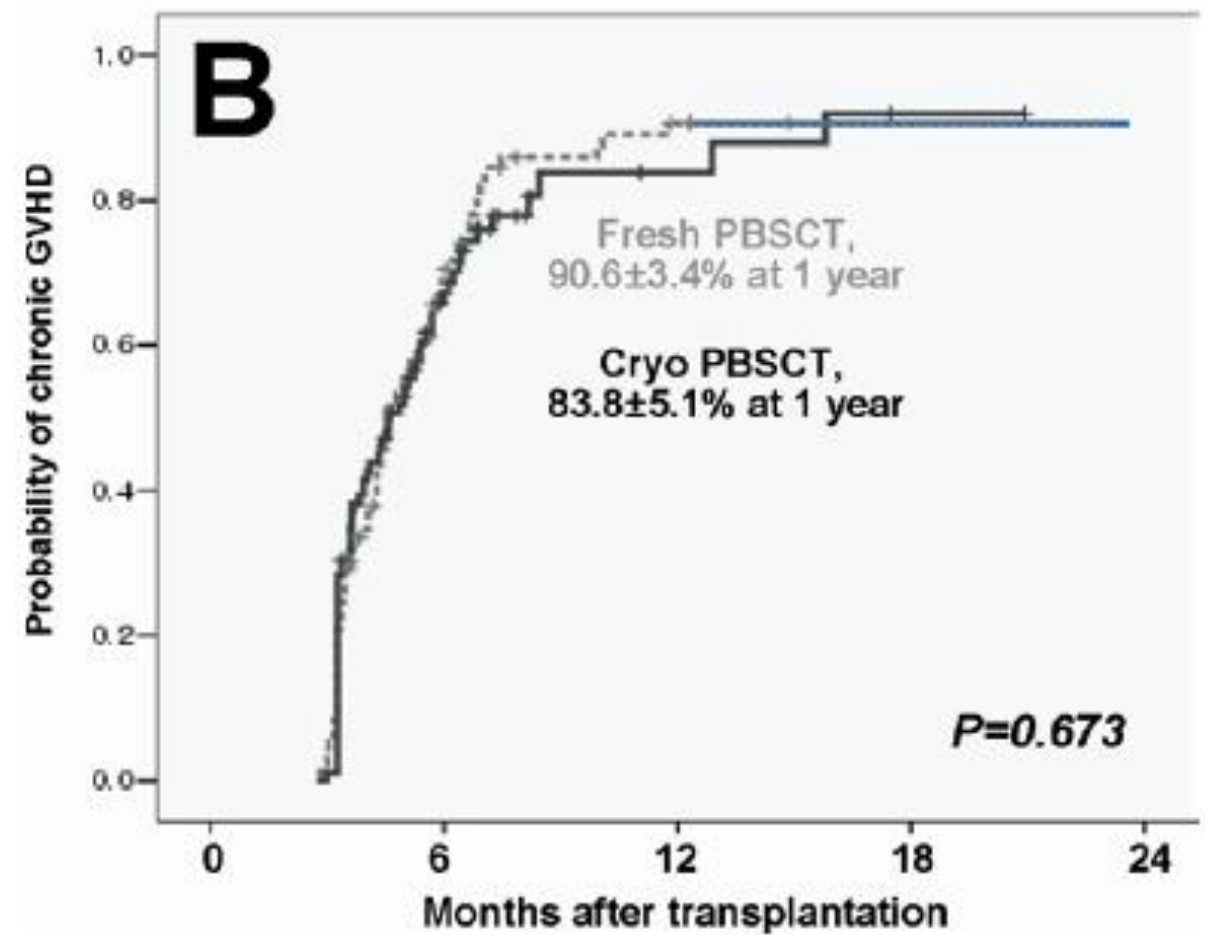 B
1.0
0.8
0.6
0.4
0.2
0.0
Probability of chronic GVHD
Fresh PBSCT,
90.6±3.4% at 1 year
Cryo PBSCT,
83.8±5.1% at 1 year
P=0.673
0 6 12 18 24
Months after transplantation